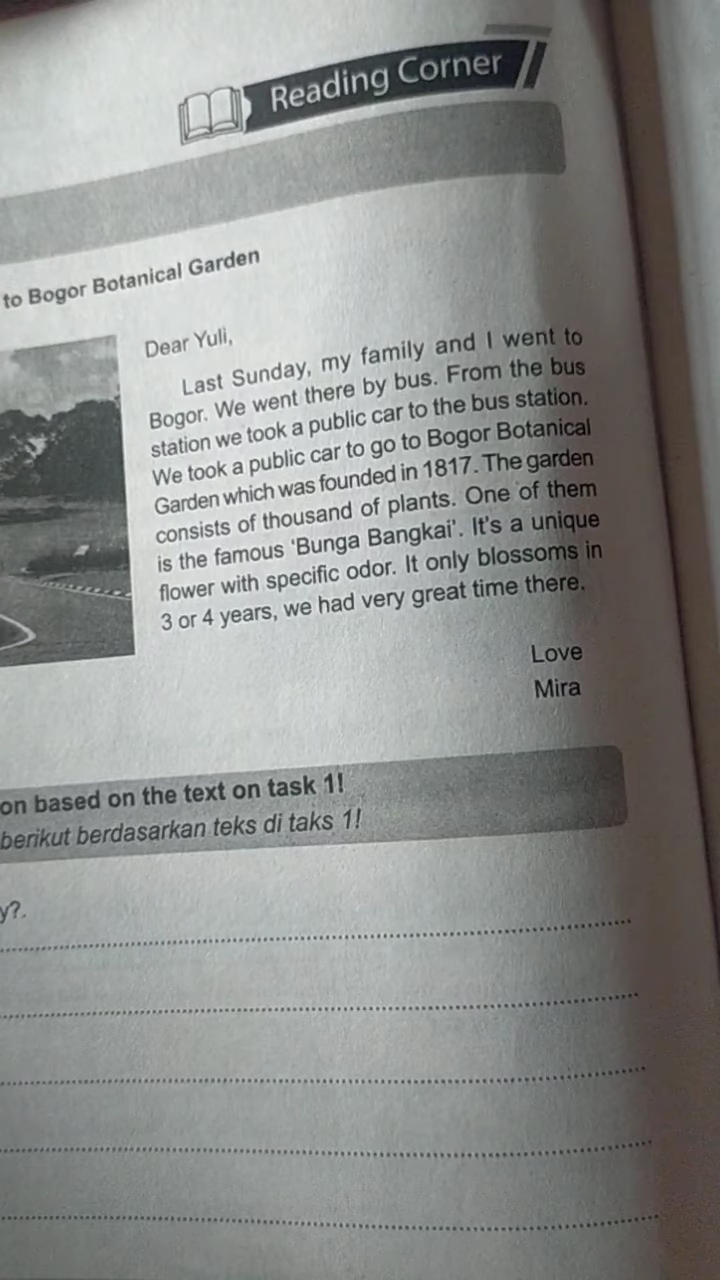 Reading Corner
to Bogor Botanical Garden
Dear Yuli,
Last Sunday, my family and I went to
Bogor. We went there by bus. From the bus
station we took a public car to the bus station.
We took a public car to go to Bogor Botanical
Garden which was founded in 1817. The garden
consists of thousand of plants. One of them
is the famous ‘Bunga Bangkai’. It's a unique
flower with specific odor. It only blossoms in
3 or 4 years, we had very great time there.
Love
Mira
on based on the text on task 1!
berikut berdasarkan teks di taks 1!
y?.